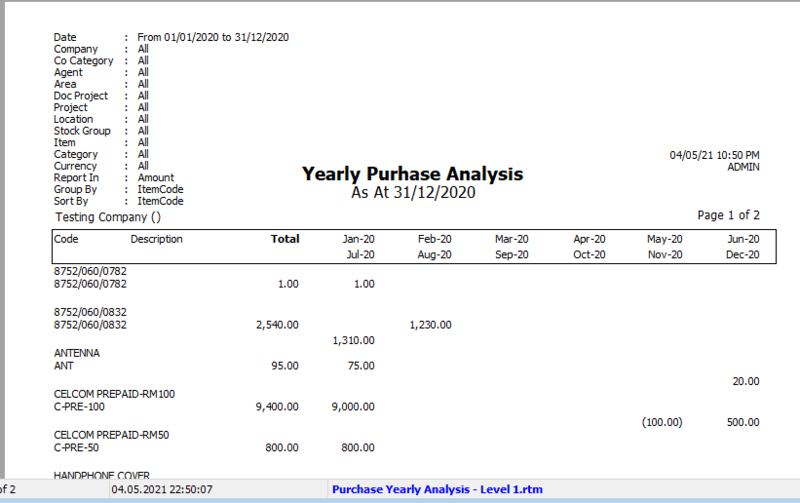 Date : From 01/01/2020 to 31/12/2020
Company : All
Co Category : All
Agent : All
Area : All
Doc Project : All
Project : All
Location : All
Stock Group : All
Item : All
Category : All
Currency : All
Report In : Amount
Group By : ItemCode
Sort By : ItemCode
04/05/21 10:50 PM
ADMIN
Yearly Purhase Analysis
As At 31/12/2020
Testing Company ()
Page 1 of 2
Code Description Total Jan-20 Feb-20 Mar-20 Apr-20 May-20 Jun-20
Jul-20 Aug-20 Sep-20 Oct-20 Nov-20 Dec-20
8752/060/0782
8752/060/0782 1.00 1.00
8752/060/0832
8752/060/0832 2,540.00 1,230.00
1,310.00
ANTENNA
ANT 95.00 75.00
20.00
CELCOM PREPAID-RM100
C-PRE-100 9,400.00 9,000.00
(100.00) 500.00
CELCOM PREPAID-RM50
C-PRE-50 800.00 800.00
HANDPHONE COVER
of 2 04.05.2021 22:50:07 Purchase Yearly Analysis - Level 1.rtm